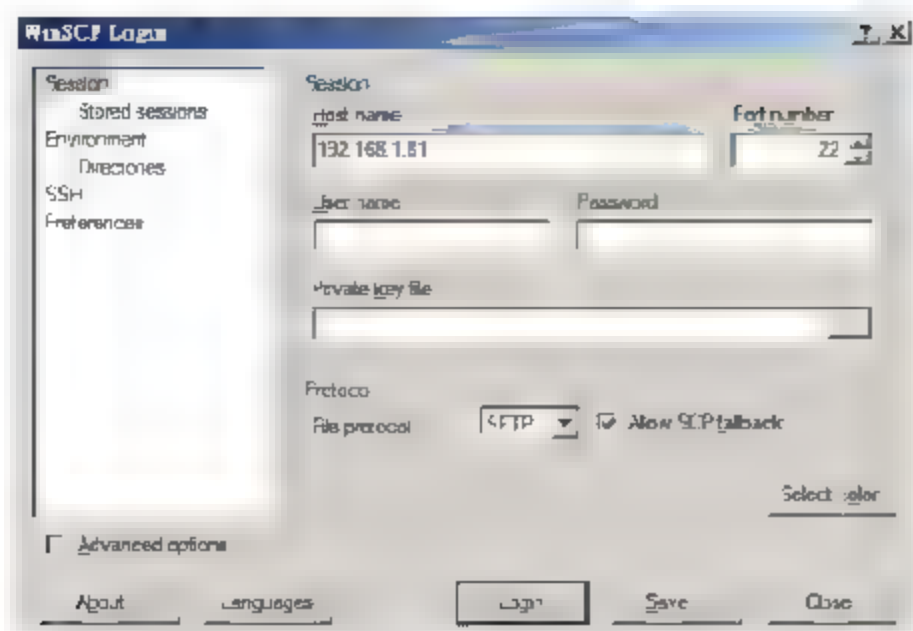 WinSCP Login
Session
Stored sessions
Environment
Directories
SSH
Preferences
Session
Host name
Port number
192.168.1.81
22
User name
Password
Private key file
Protocol
File protocol
SFTP
Allow SCP fallback
Select color
Advanced options
About
Languages
Login
Save
Close